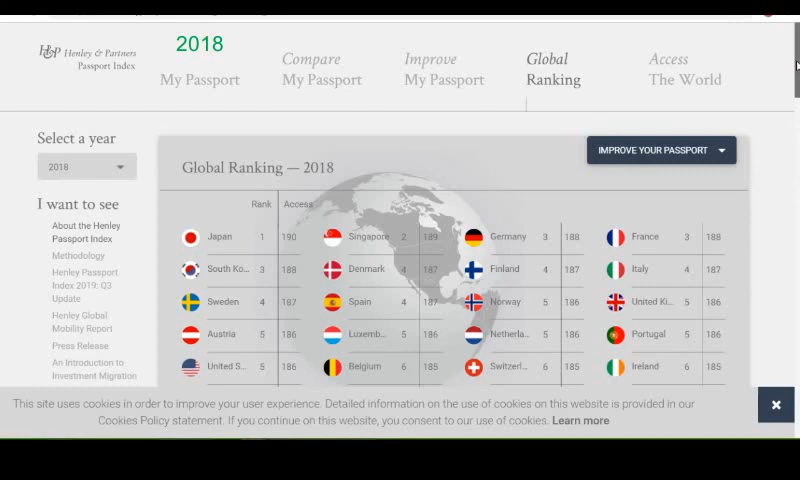 2018
H&P Henley & Partners
Passport Index
My Passport
Compare
My Passport
Improve
My Passport
Global
Ranking
Access
The World
Select a year
2018
I want to see
About the Henley
Passport Index
Methodology
Henley Passport
Index 2019: Q3
Update
Henley Global
Mobility Report
Press Release
An Introduction to
Investment Migration
IMPROVE YOUR PASSPORT
Global Ranking — 2018
Rank Access
Japan 1 190 Singapore 2 189 Germany 3 188 France 3 188
South Ko... 3 188 Denmark 4 187 Finland 4 187 Italy 4 187
Sweden 4 187 Spain 4 187 Norway 5 186 United Ki... 5 186
Austria 5 186 Luxemb... 5 186 Netherla... 5 186 Portugal 5 186
United S... 5 186 Belgium 6 185 Switzerl... 6 185 Ireland 6 185
This site uses cookies in order to improve your user experience. Detailed information on the use of cookies on this website is provided in our
Cookies Policy statement. If you continue on this website, you consent to our use of cookies. Learn more